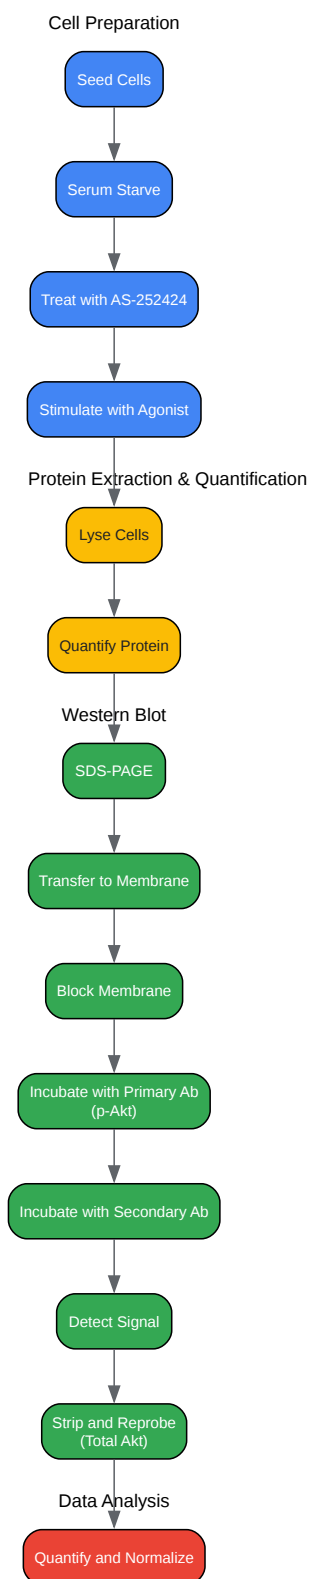 Cell Preparation
Seed Cells
Serum Starve
Treat with AS-252424
Stimulate with Agonist
Protein Extraction & Quantification
Lyse Cells
Quantify Protein
Western Blot
SDS-PAGE
Transfer to Membrane
Block Membrane
Incubate with Primary Ab
(p-Akt)
Incubate with Secondary Ab
Detect Signal
Strip and Reprobe
(Total Akt)
Data Analysis
Quantify and Normalize